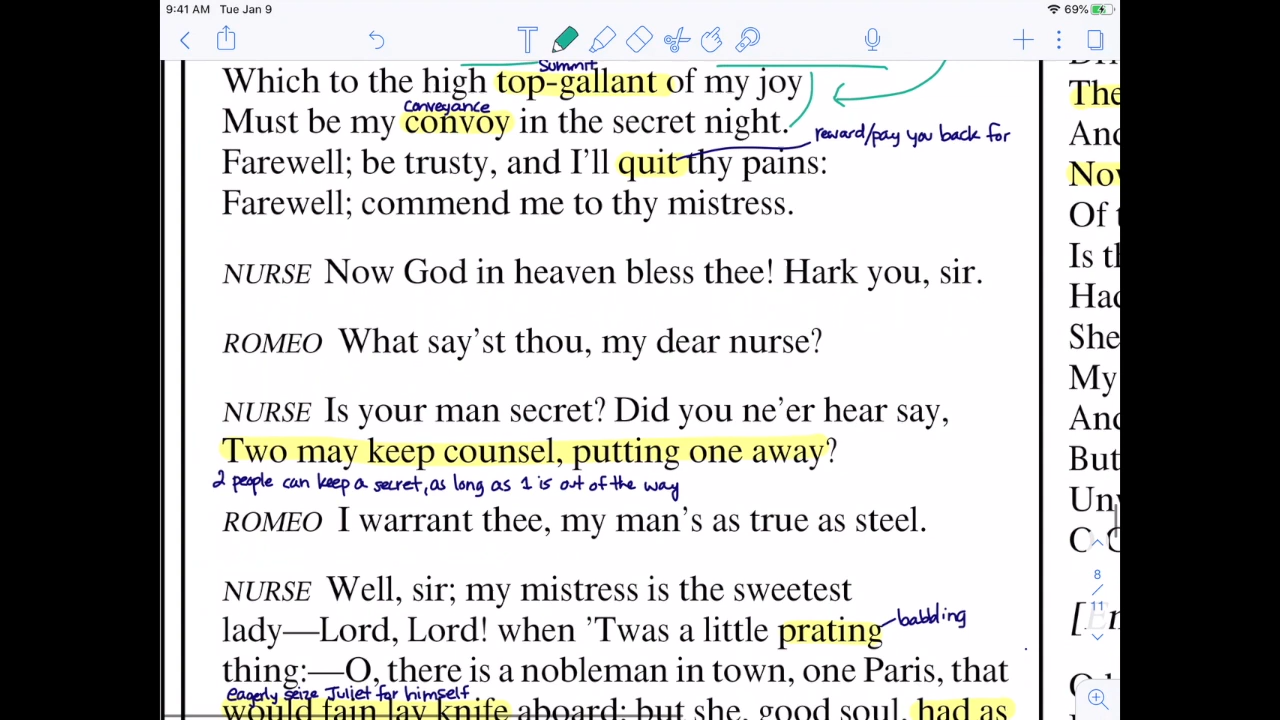 9:41 AM Tue Jan 9
69%
T
Summit
Which to the high top-gallant of my joy
Conveyance
Must be my convoy in the secret night.
reward/pay you back for
Farewell; be trusty, and I'll quit thy pains:
Farewell; commend me to thy mistress.
NURSE Now God in heaven bless thee! Hark you, sir.
ROMEO What say'st thou, my dear nurse?
NURSE Is your man secret? Did you ne'er hear say,
Two may keep counsel, putting one away?
2 people can keep a secret, as long as 1 is out of the way
ROMEO I warrant thee, my man's as true as steel.
NURSE Well, sir; my mistress is the sweetest
lady—Lord, Lord! when 'Twas a little prating
babbling
thing:—O, there is a nobleman in town, one Paris, that
eagerly seize Juliet for himself
would fain lay knife aboard; but she, good soul, had as
The
And
Nov
Of t
Is th
Had
She
My
And
But
Unw
O C
8
/
11
[En